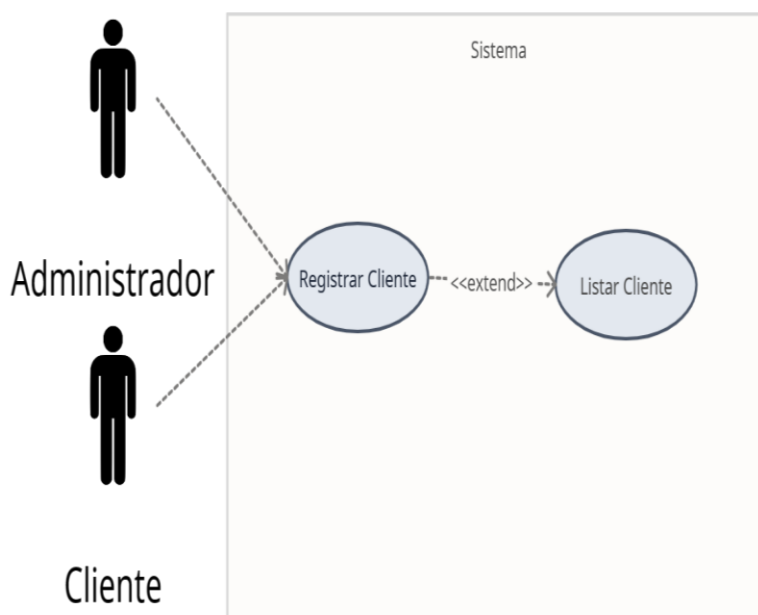 Sistema
Administrador
Registrar Cliente
<<extend>>
Listar Cliente
Cliente